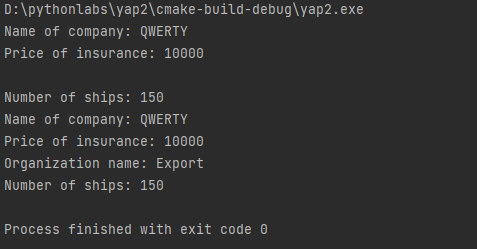 D:\pythonlabs\yap2\cmake-build-debug\yap2.exe
Name of company: QWERTY
Price of insurance: 10000
Number of ships: 150
Name of company: QWERTY
Price of insurance: 10000
Organization name: Export
Number of ships: 150
Process finished with exit code 0